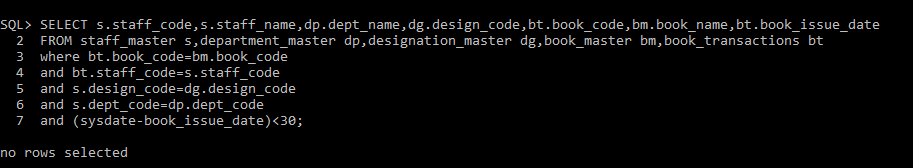 SQL> SELECT s.staff_code,s.staff_name,dp.dept_name,dg.design_code,bt.book_code,bm.book_name,bt.book_issue_date
2 FROM staff_master s,department_master dp,designation_master dg,book_master bm,book_transactions bt
3 where bt.book_code=bm.book_code
4 and bt.staff_code=s.staff_code
5 and s.design_code=dg.design_code
6 and s.dept_code=dp.dept_code
7 and (sysdate-book_issue_date)<30;
no rows selected